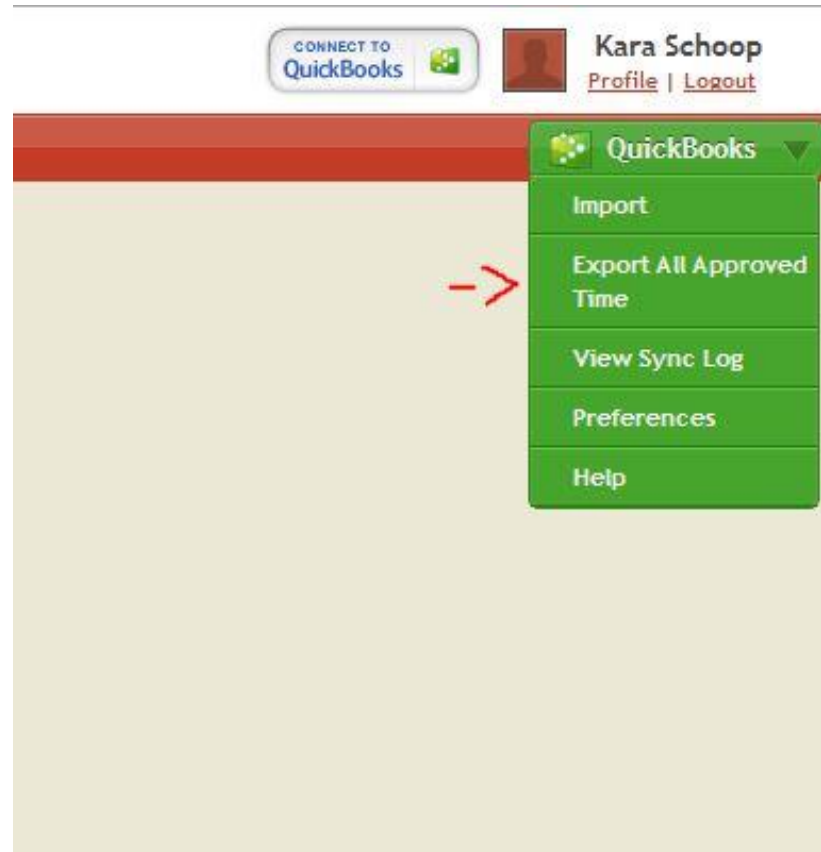 CONNECT TO
QuickBooks
Kara Schoop
Profile | Logout
QuickBooks
Import
Export All Approved
Time
View Sync Log
Preferences
Help